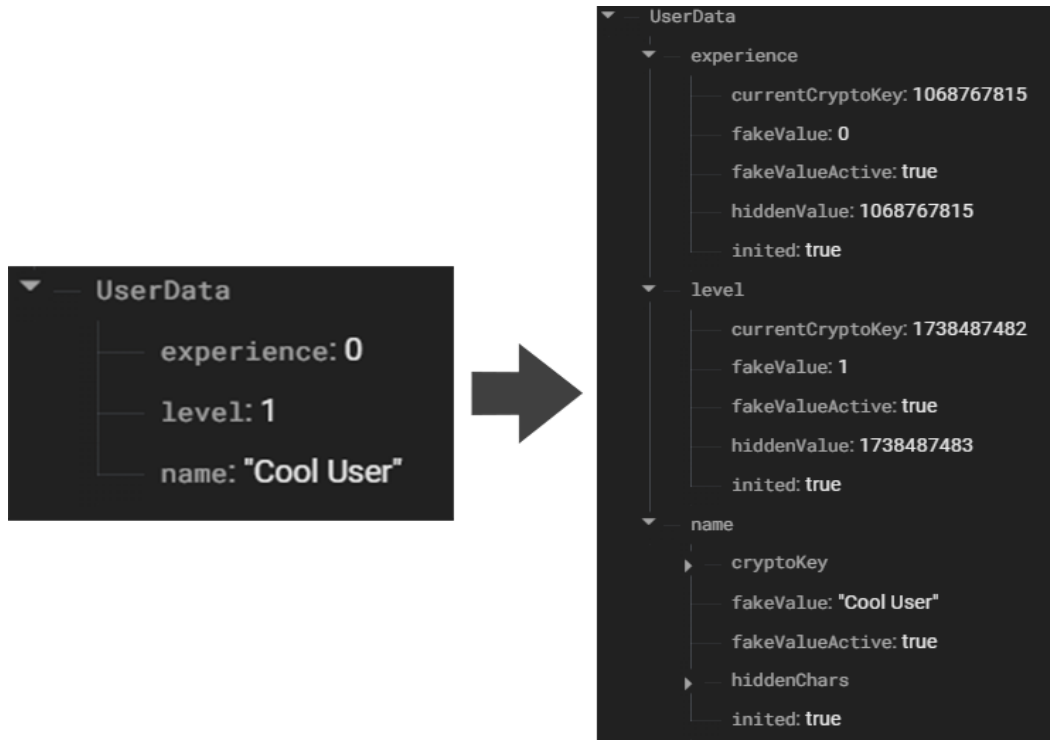 UserData
experience: 0
level: 1
name: "Cool User"
UserData
experience
currentCryptoKey: 1068767815
fakeValue: 0
fakeValueActive: true
hiddenValue: 1068767815
inited: true
level
currentCryptoKey: 1738487482
fakeValue: 1
fakeValueActive: true
hiddenValue: 1738487483
inited: true
name
cryptoKey
fakeValue: "Cool User"
fakeValueActive: true
hiddenChars
inited: true